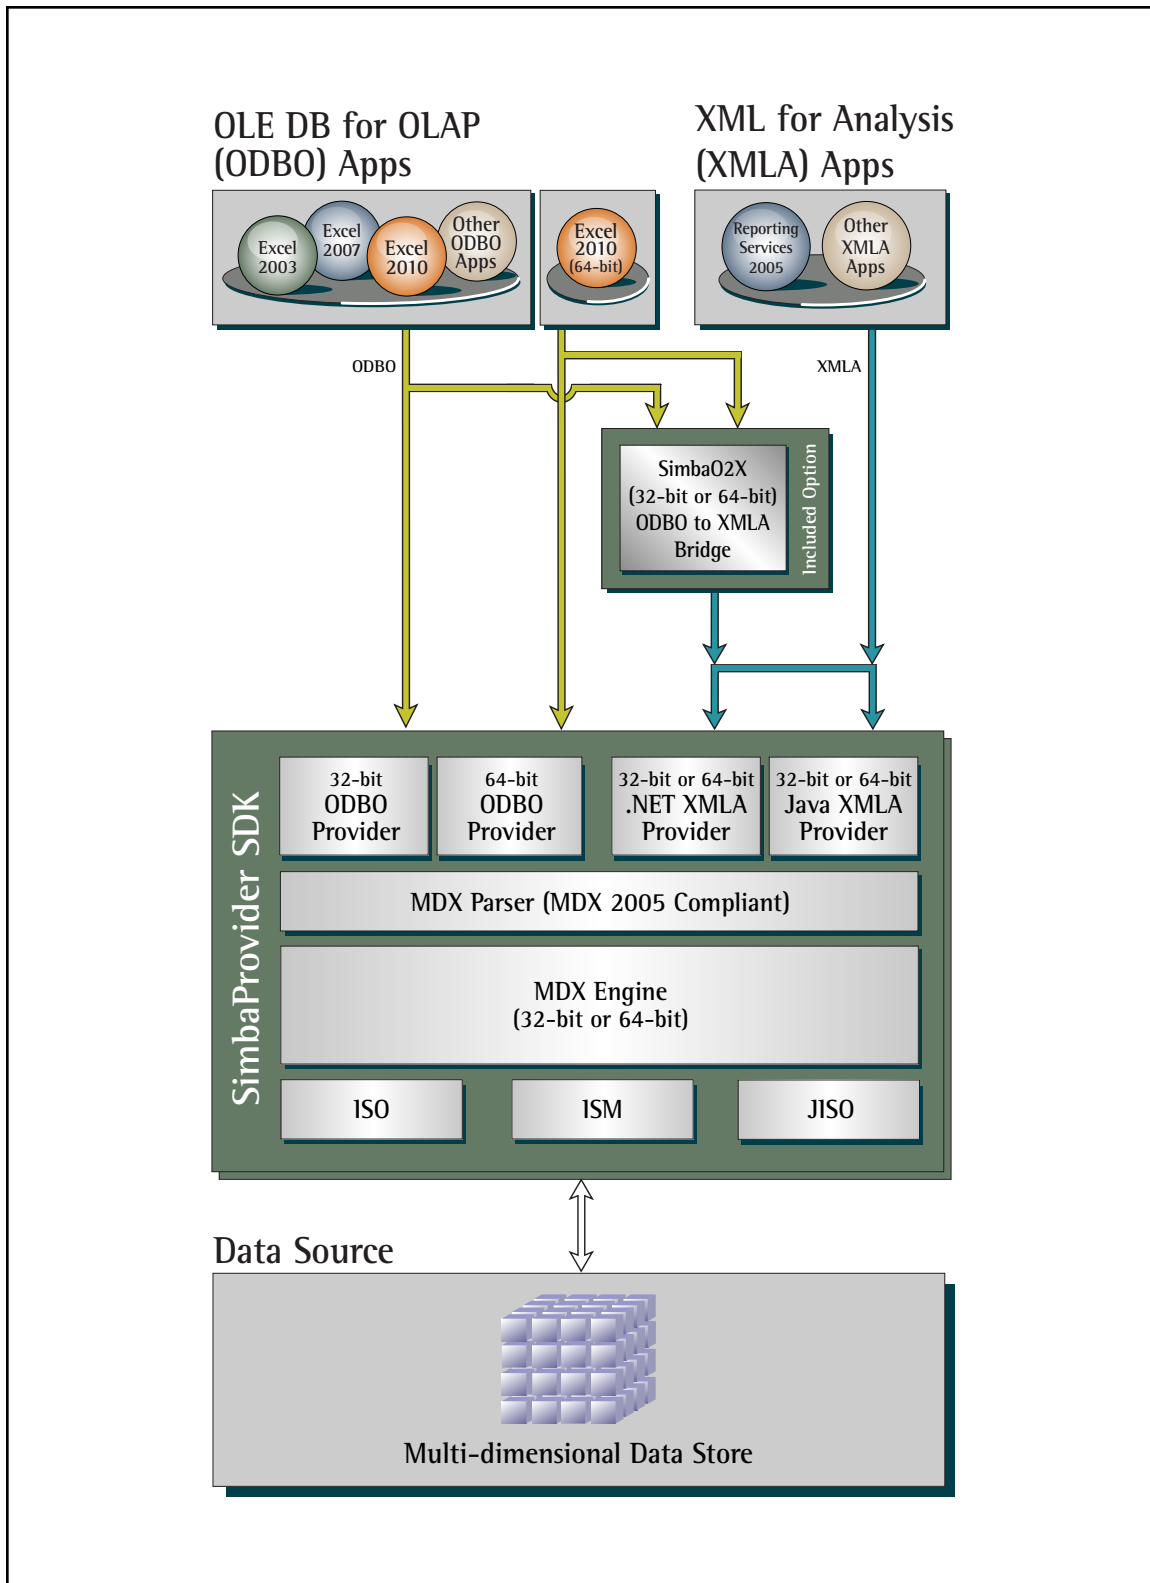 OLE DB for OLAP
(ODBO) Apps
XML for Analysis
(XMLA) Apps
Excel
2003
Excel
2007
Excel
2010
Other
ODBO
Apps
Excel
2010
(64-bit)
Reporting
Services
2005
Other
XMLA
Apps
ODBO
XMLA
SimbaO2X
(32-bit or 64-bit)
ODBO to XMLA
Bridge
Included Option
SimbaProvider SDK
32-bit
ODBO
Provider
64-bit
ODBO
Provider
32-bit or 64-bit
.NET XMLA
Provider
32-bit or 64-bit
Java XMLA
Provider
MDX Parser (MDX 2005 Compliant)
MDX Engine
(32-bit or 64-bit)
ISO
ISM
JISO
Data Source
Multi-dimensional Data Store